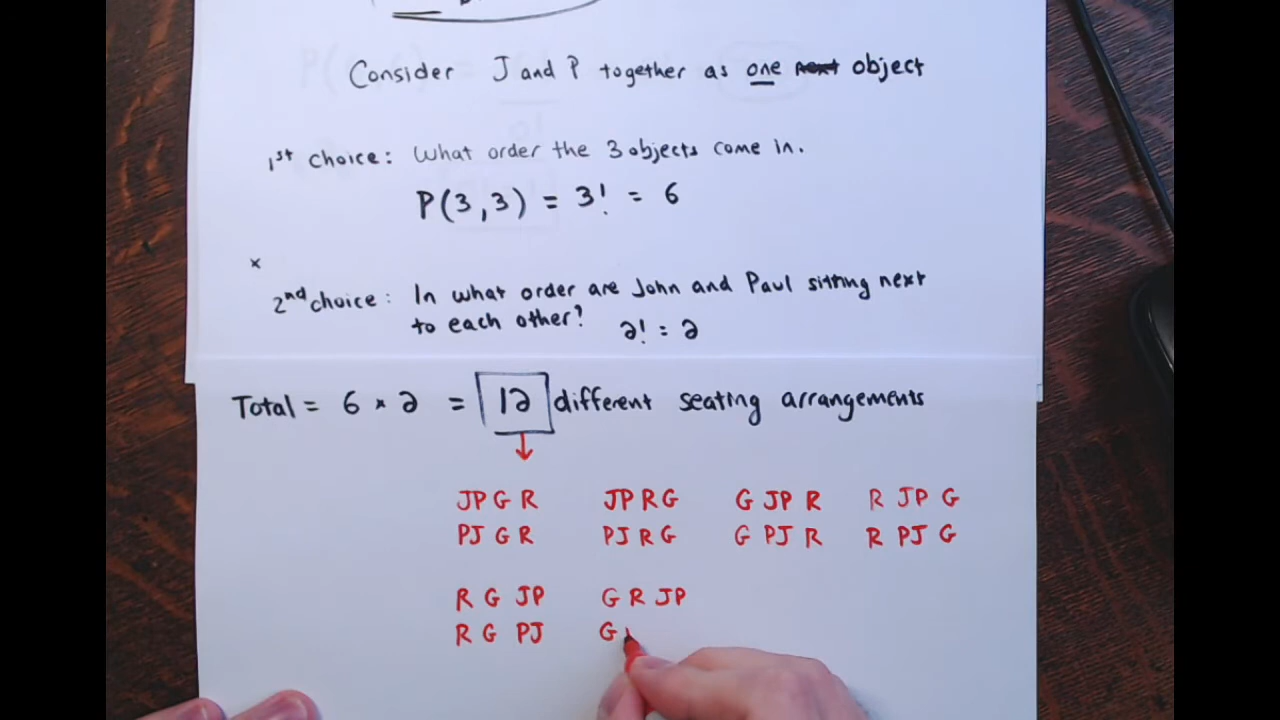 Consider J and P together as one next object
1st choice: What order the 3 objects come in.
P(3,3) = 3! = 6
×
2nd choice: In what order are John and Paul sitting next
to each other? 2! = 2
Total = 6 × 2 = 12 different seating arrangements
↓
JP G R JP R G G JP R R JP G
PJ G R PJ R G G PJ R R PJ G
R G JP G R JP
R G PJ G